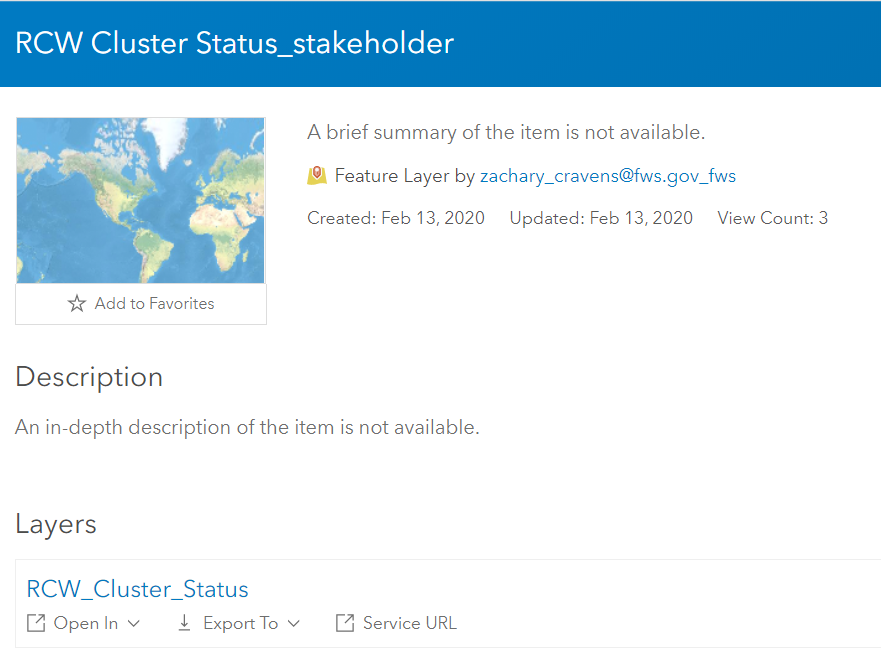 RCW Cluster Status_stakeholder
A brief summary of the item is not available.
Feature Layer by zachary_cravens@fws.gov_fws
Created: Feb 13, 2020 Updated: Feb 13, 2020 View Count: 3
Add to Favorites
Description
An in-depth description of the item is not available.
Layers
RCW_Cluster_Status
Open In Export To Service URL